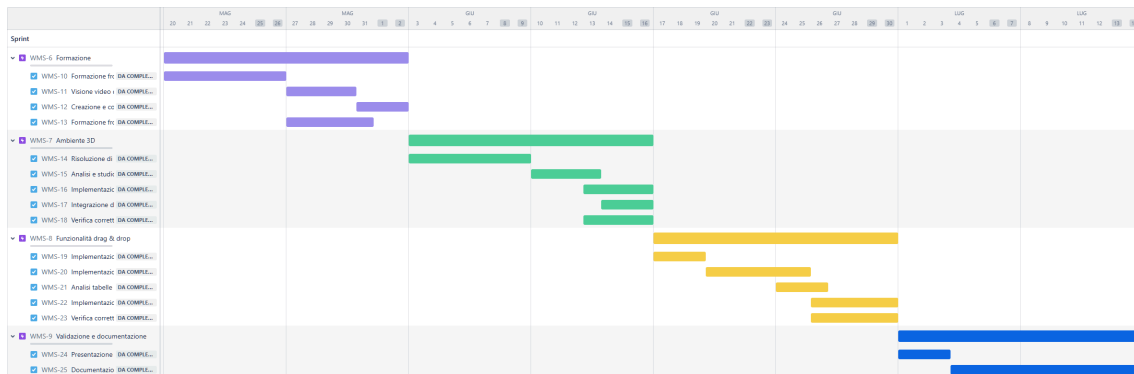 MAG MAG GIU GIU GIU GIU LUG LUG
20 21 22 23 24 25 26 27 28 29 30 31 1 2 3 4 5 6 7 8 9 10 11 12 13 14 15 16 17 18 19 20 21 22 23 24 25 26 27 28 29 30 1 2 3 4 5 6 7 8 9 10 11 12 13
Sprint
WMS-6 Formazione
WMS-10 Formazione fro DA COMPLE...
WMS-11 Visione video DA COMPLE...
WMS-12 Creazione e co DA COMPLE...
WMS-13 Formazione fro DA COMPLE...
WMS-7 Ambiente 3D
WMS-14 Risoluzione di DA COMPLE...
WMS-15 Analisi e studio DA COMPLE...
WMS-16 Implementazio DA COMPLE...
WMS-17 Integrazione d DA COMPLE...
WMS-18 Verifica corrett DA COMPLE...
WMS-8 Funzionalità drag & drop
WMS-19 Implementazio DA COMPLE...
WMS-20 Implementazio DA COMPLE...
WMS-21 Analisi tabelle DA COMPLE...
WMS-22 Implementazio DA COMPLE...
WMS-23 Verifica corrett DA COMPLE...
WMS-9 Validazione e documentazione
WMS-24 Presentazione DA COMPLE...
WMS-25 Documentazio DA COMPLE...